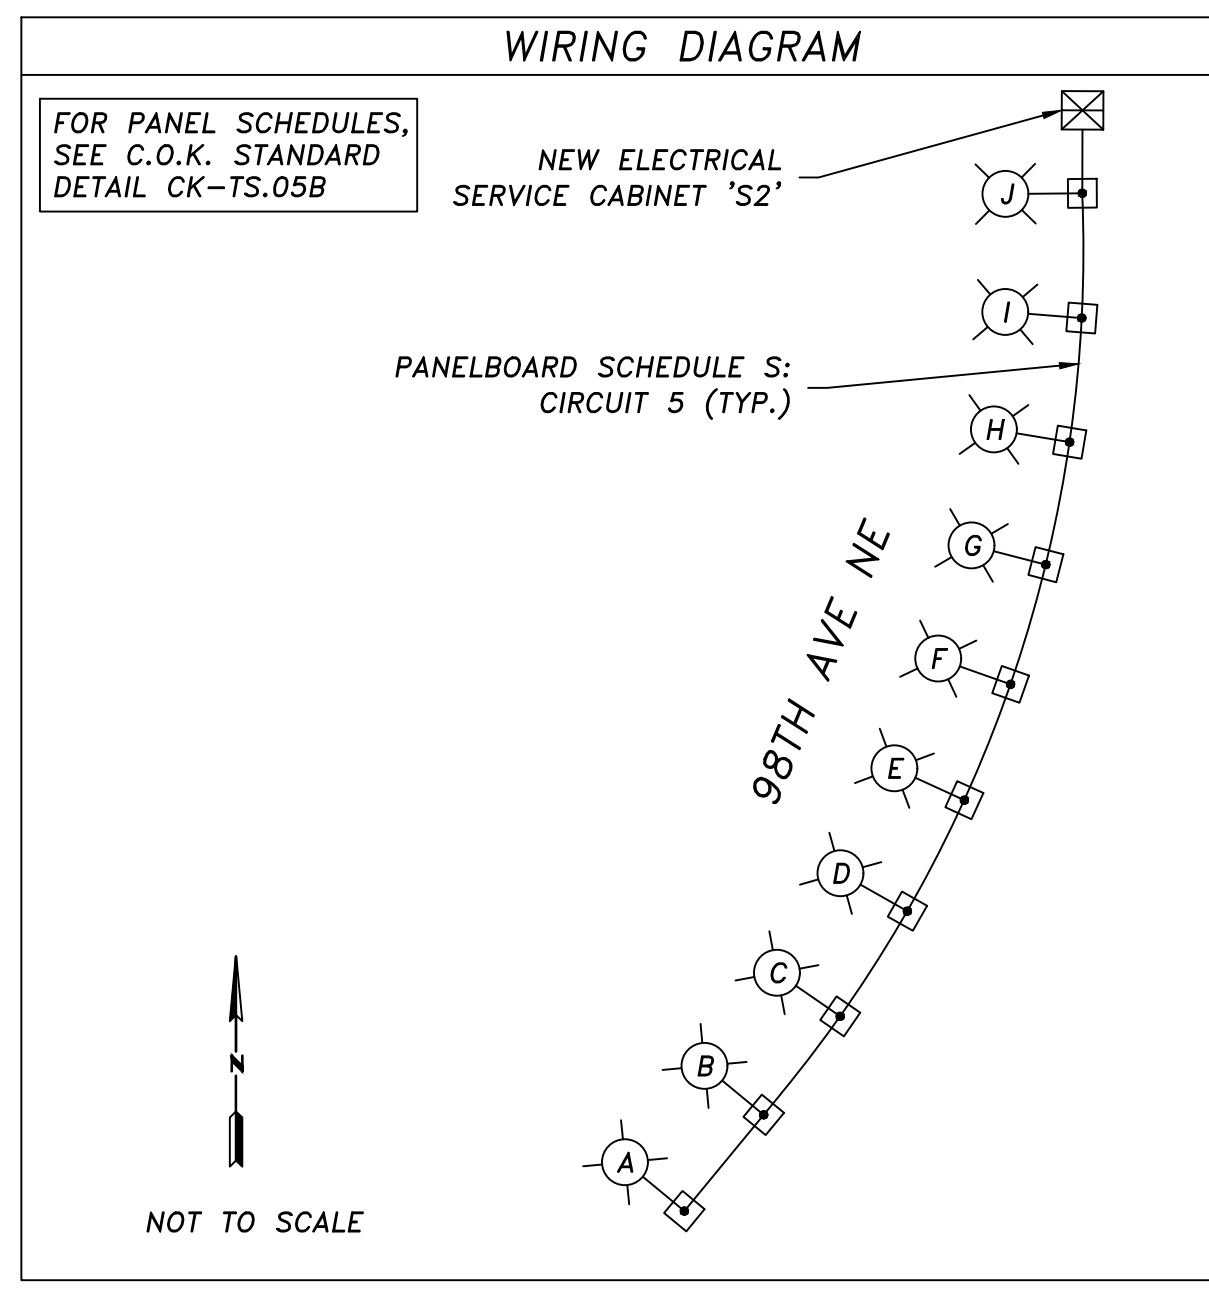 WIRING DIAGRAM
FOR PANEL SCHEDULES,
SEE C.O.K. STANDARD
DETAIL CK-TS.05B
NEW ELECTRICAL
SERVICE CABINET 'S2'
J
I
PANELBOARD SCHEDULE S:
CIRCUIT 5 (TYP.)
H
G
98TH AVE NE
F
E
D
C
B
A
N
NOT TO SCALE